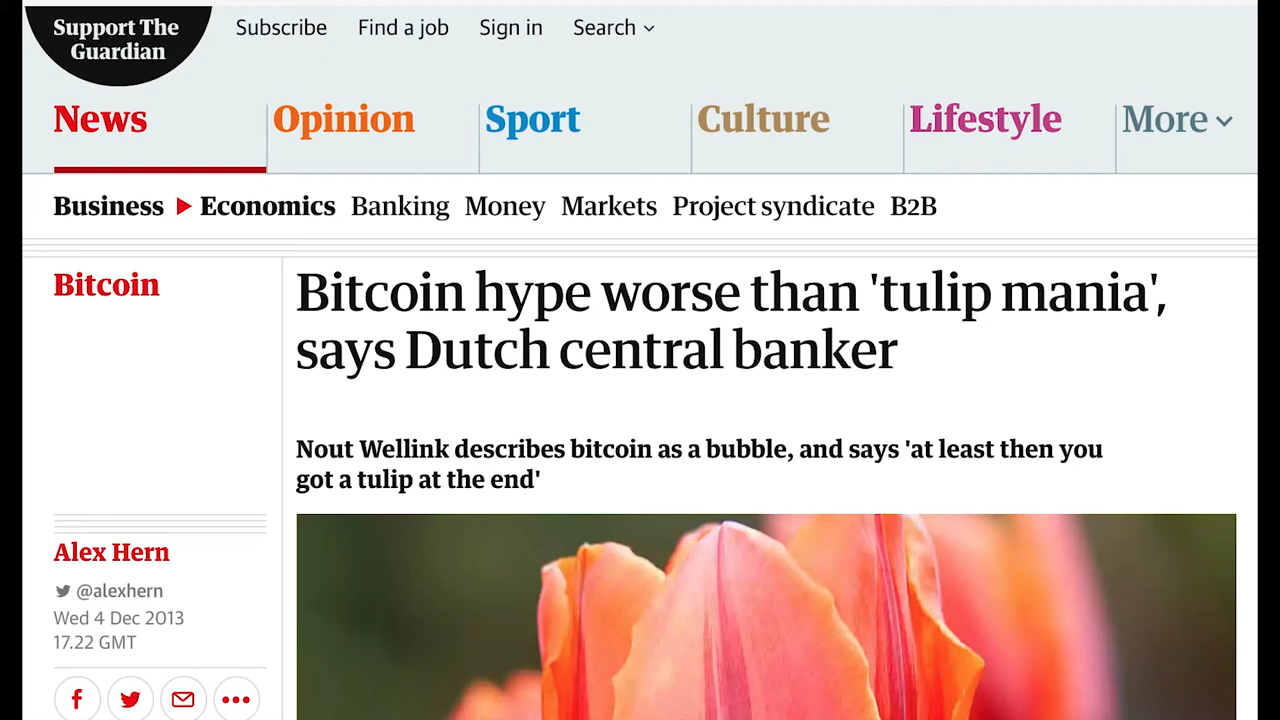 Support The
Guardian
Subscribe
Find a job
Sign in
Search
News
Opinion
Sport
Culture
Lifestyle
More
Business
Economics
Banking
Money
Markets
Project syndicate
B2B
Bitcoin
Bitcoin hype worse than 'tulip mania',
says Dutch central banker
Nout Wellink describes bitcoin as a bubble, and says 'at least then you
got a tulip at the end'
Alex Hern
@alexhern
Wed 4 Dec 2013
17.22 GMT